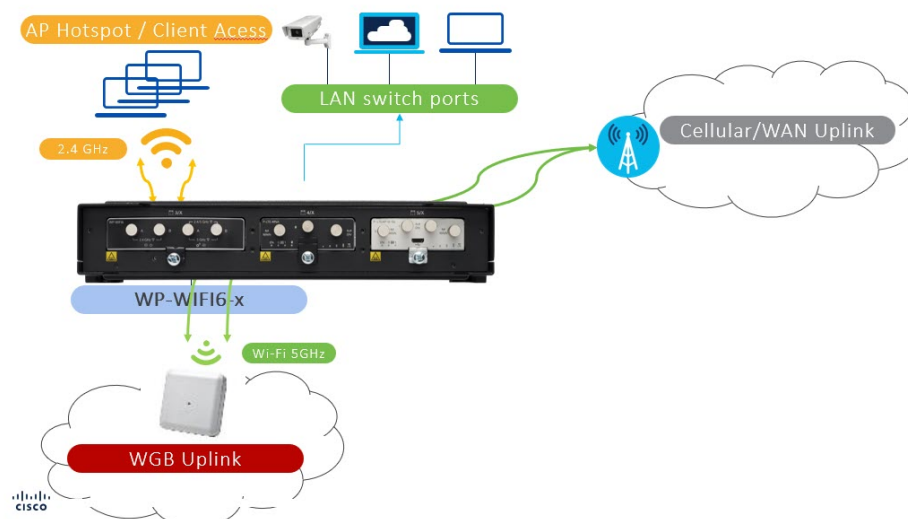 AP Hotspot / Client Acess
LAN switch ports
2.4 GHz
Cellular/WAN Uplink
WP-WIFI6-x
Wi-Fi 5GHz
WGB Uplink
CISCO